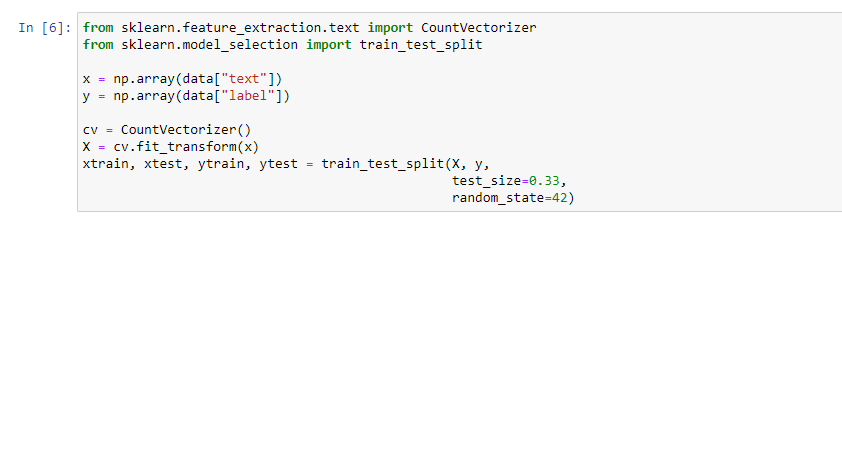 In [6]: from sklearn.feature_extraction.text import CountVectorizer
from sklearn.model_selection import train_test_split
x = np.array(data["text"])
y = np.array(data["label"])
cv = CountVectorizer()
X = cv.fit_transform(x)
xtrain, xtest, ytrain, ytest = train_test_split(X, y,
test_size=0.33,
random_state=42)